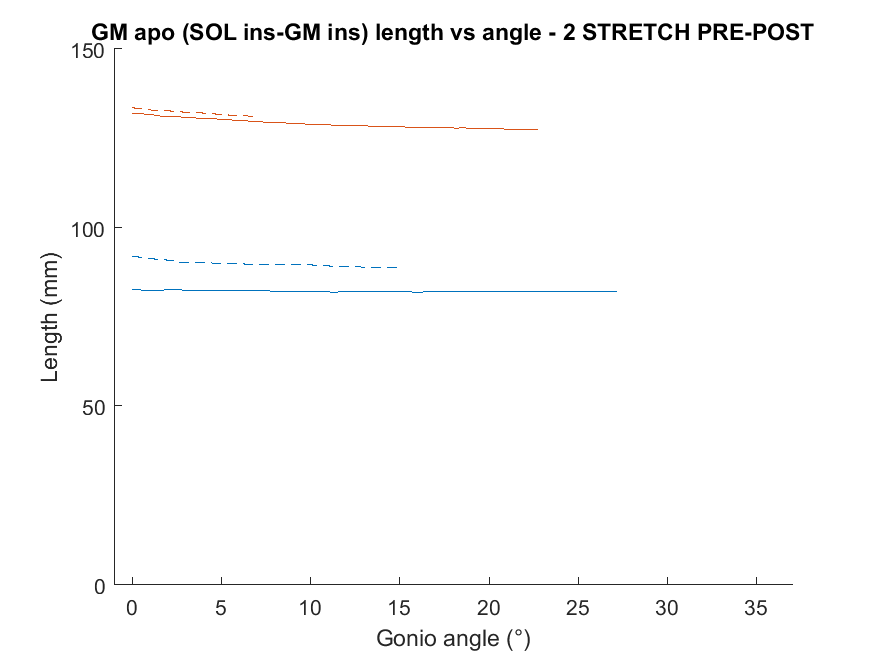 GM apo (SOL ins-GM ins) length vs angle - 2 STRETCH PRE-POST
150
100
50
0
Length (mm)
0 5 10 15 20 25 30 35
Gonio angle (°)